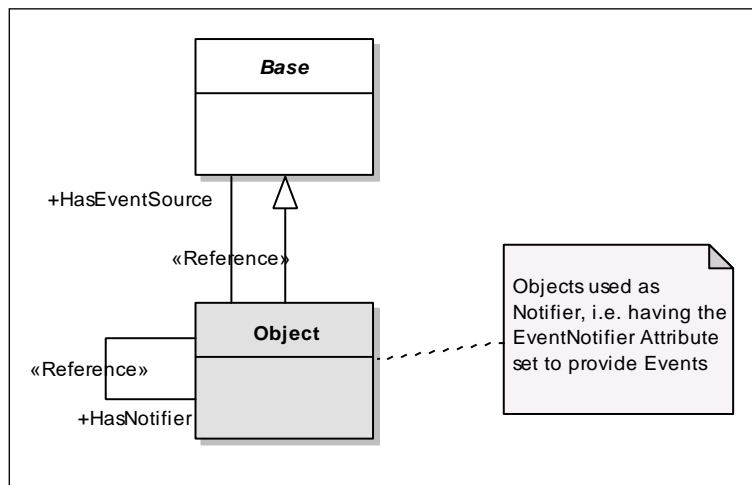 Base
+HasEventSource
«Reference»
Object
«Reference»
+HasNotifier
Objects used as
Notifier, i.e. having the
EventNotifier Attribute
set to provide Events